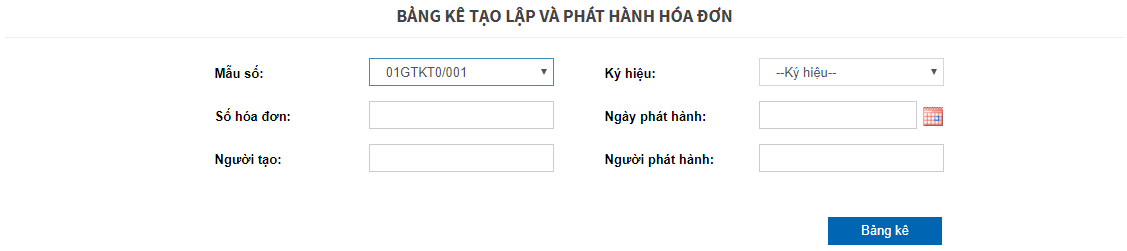 BẢNG KÊ TẠO LẬP VÀ PHÁT HÀNH HÓA ĐƠN
Mẫu số: 01GTKT0/001 Ký hiệu: --Ký hiệu--
Số hóa đơn: Ngày phát hành:
Người tạo: Người phát hành:
Bảng kê